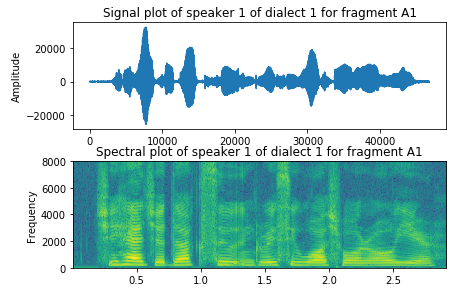 Signal plot of speaker 1 of dialect 1 for fragment A1
Amplitude
20000
0
−20000
0 10000 20000 30000 40000
Spectral plot of speaker 1 of dialect 1 for fragment A1
Frequency
8000
6000
4000
2000
0
0.5 1.0 1.5 2.0 2.5